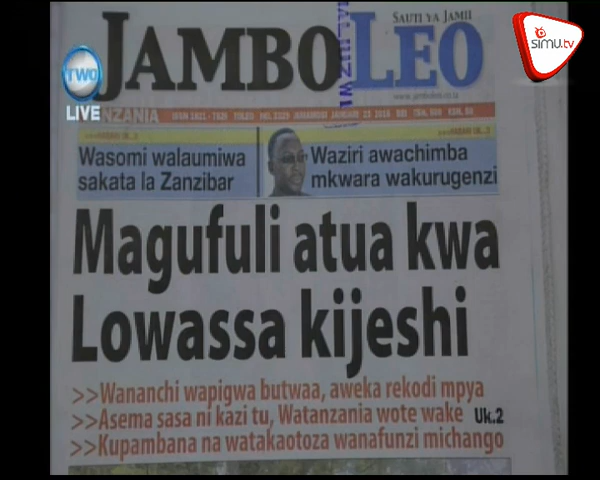 SAUTI YA JAMII
JAMBO LEO
SiMU.tv
TWO
LIVE
NZANIA
Wasomi walaumiwa
sakata la Zanzibar
Waziri awachimba
mkwara wakurugenzi
Magufuli atua kwa
Lowassa kijeshi
>>Wananchi wapigwa butwaa, aweka rekodi mpya
>>Asema sasa ni kazi tu, Watanzania wote wake Uk.2
>>Kupambana na watakaotoza wanafunzi michango